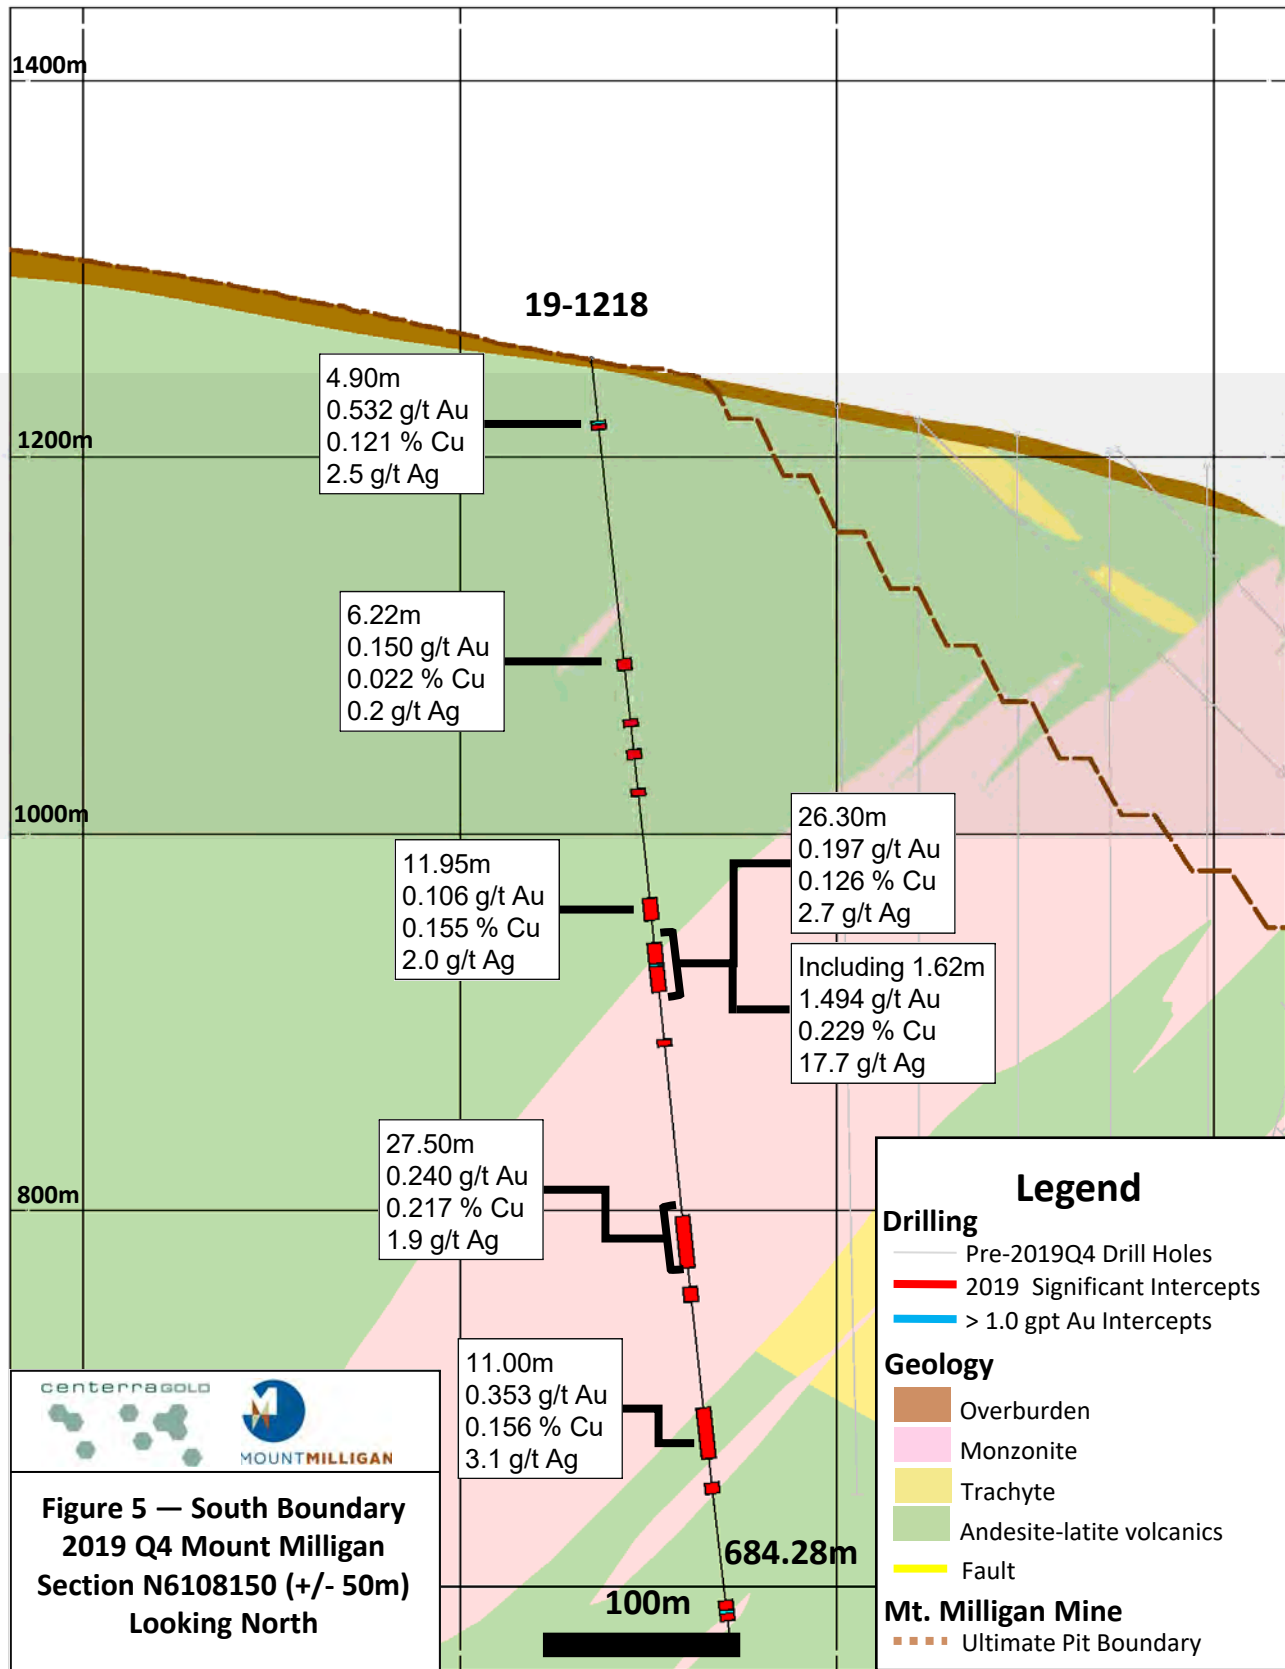 1400m
19-1218
4.90m
0.532 g/t Au
0.121 % Cu
2.5 g/t Ag
1200m
6.22m
0.150 g/t Au
0.022 % Cu
0.2 g/t Ag
1000m
26.30m
0.197 g/t Au
0.126 % Cu
2.7 g/t Ag
11.95m
0.106 g/t Au
0.155 % Cu
2.0 g/t Ag
Including 1.62m
1.494 g/t Au
0.229 % Cu
17.7 g/t Ag
27.50m
0.240 g/t Au
0.217 % Cu
1.9 g/t Ag
800m
11.00m
0.353 g/t Au
0.156 % Cu
3.1 g/t Ag
684.28m
100m
Legend
Drilling
Pre-2019Q4 Drill Holes
2019 Significant Intercepts
> 1.0 gpt Au Intercepts
Geology
Overburden
Monzonite
Trachyte
Andesite-latite volcanics
Fault
Mt. Milligan Mine
Ultimate Pit Boundary
centerraGOLD
MOUNTMILLIGAN
Figure 5 — South Boundary
2019 Q4 Mount Milligan
Section N6108150 (+/- 50m)
Looking North